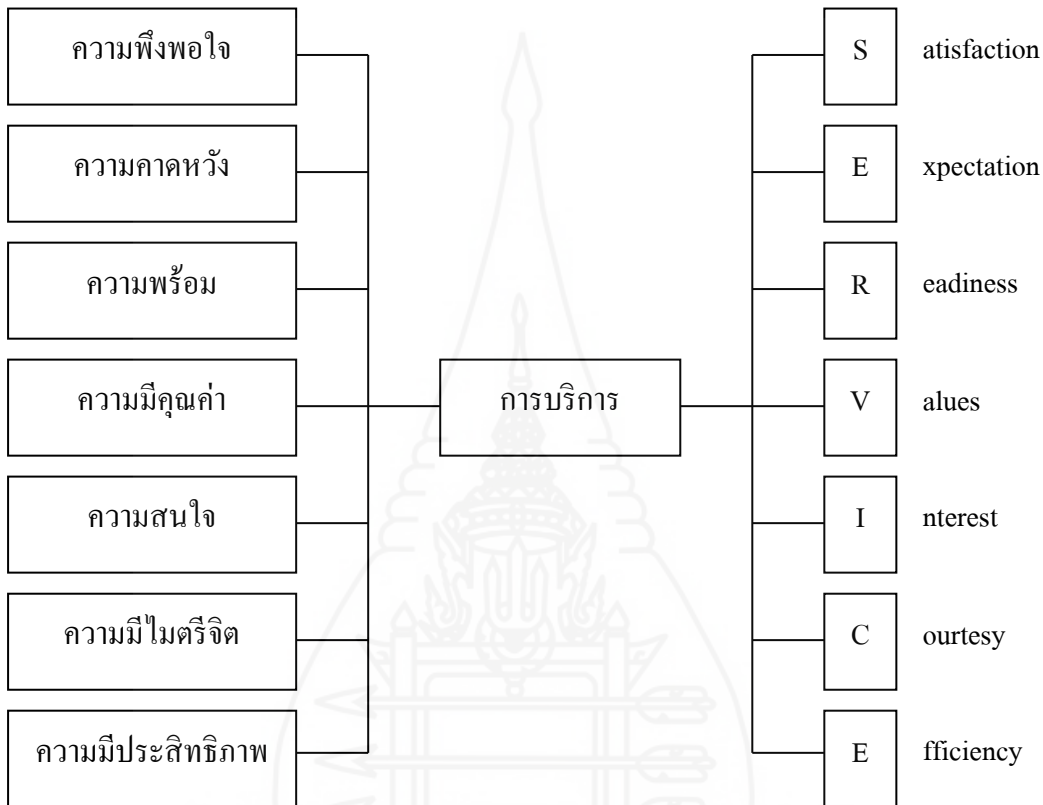 ความพึงพอใจ
S atisfaction
ความคาดหวัง
E xpectation
ความพร้อม
R eadiness
ความมีคุณค่า
การบริการ
V alues
ความสนใจ
I nterest
ความมีไมตรีจิต
C ourtesy
ความมีประสิทธิภาพ
E fficiency